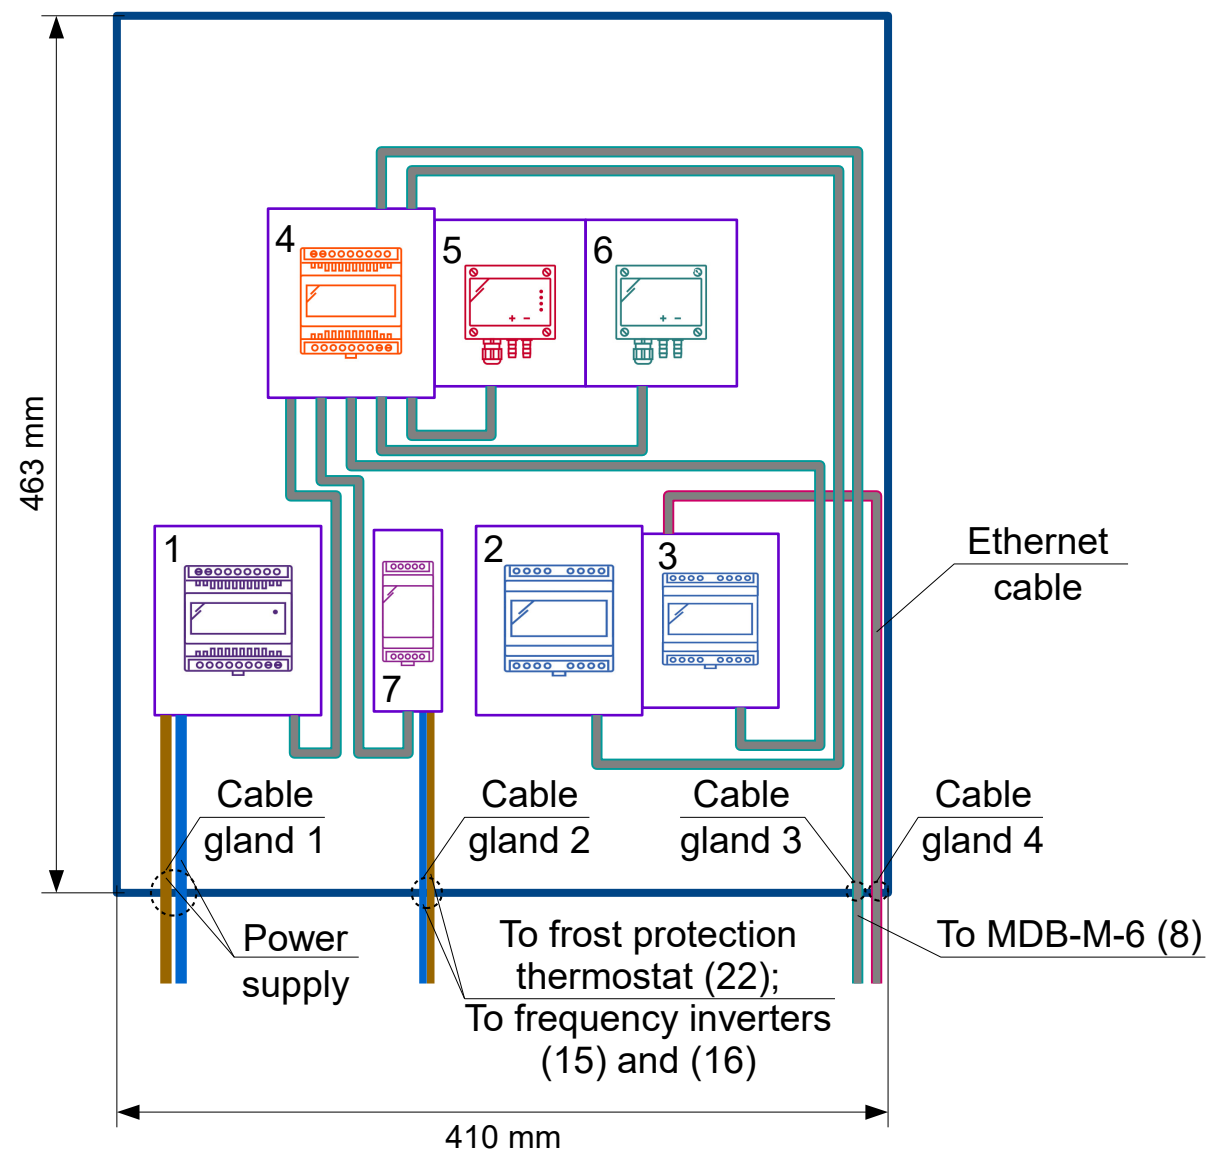 4
5
6
463 mm
1
7
2
3
Ethernet
cable
Cable
gland 1
Cable
gland 2
Cable
gland 3
Cable
gland 4
Power
supply
To frost protection
thermostat (22);
To frequency inverters
(15) and (16)
To MDB-M-6 (8)
410 mm